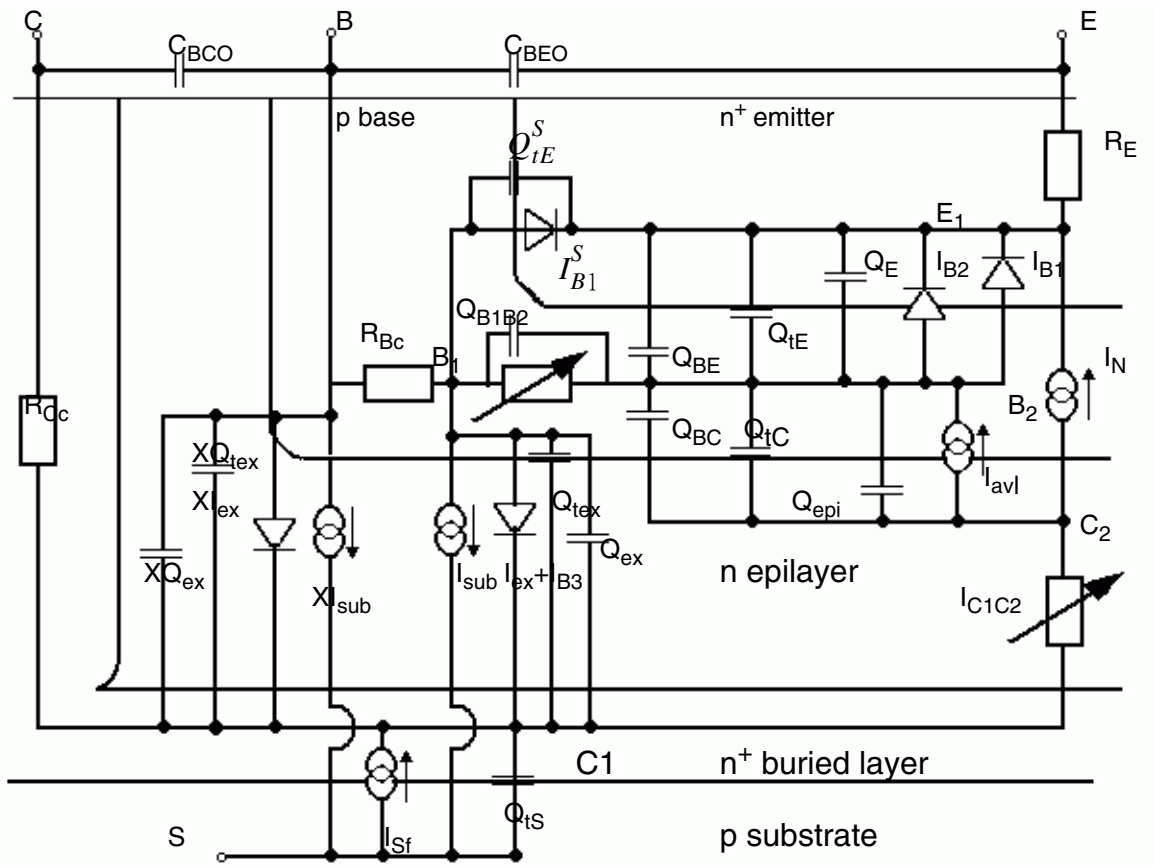 C B E
C_BCO C_BEO
p base n+ emitter
Q^S_tE
R_E
E_1
I^S_B1 Q_E I_B2 I_B1
Q_B1B2
R_Bc B_1 Q_tE
Q_BE I_N
R_Cc B_2
Q_BC Q_tC
XQ_tex
I_avl
XI_ex Q_tex Q_epi
C_2
Q_ex
XQ_ex I_sub I_ex+I_B3 n epilayer
XI_sub I_C1C2
C1 n+ buried layer
Q_tS
S I_Sf p substrate